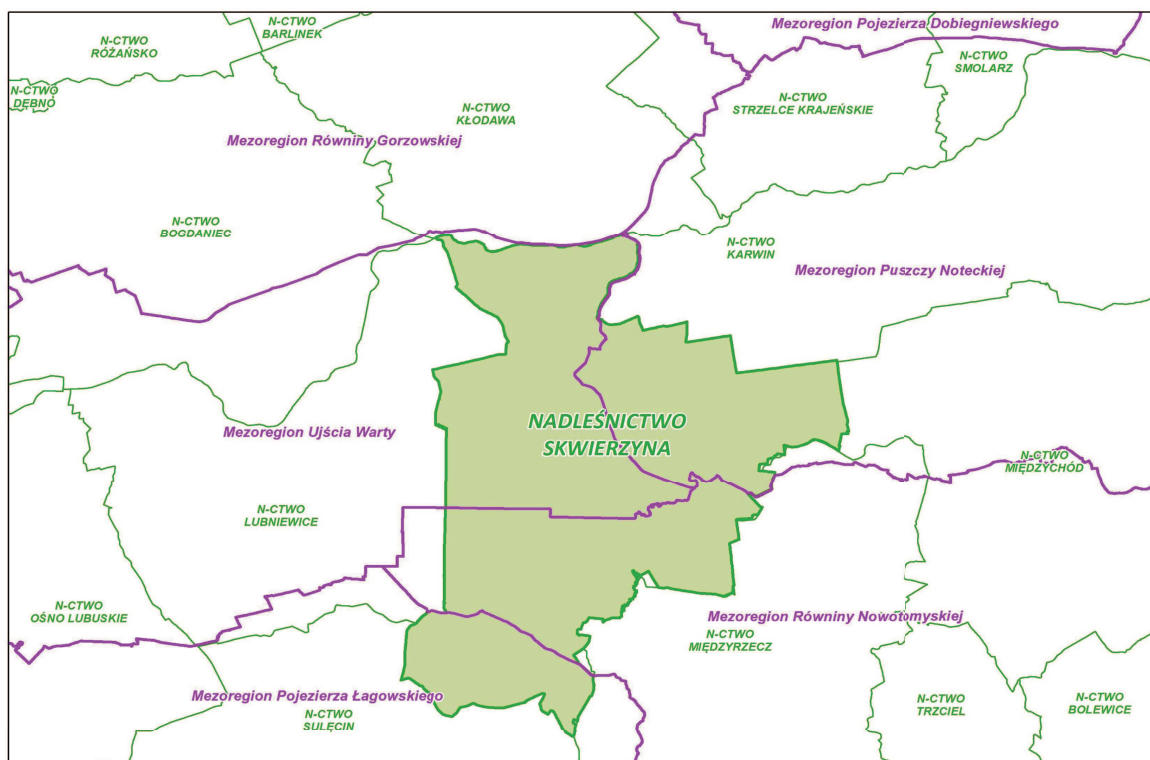 Mezoregion Pojezierza Dobiegniewskiego
N-CTWO
BARLINEK
N-CTWO
RÓŻAŃSKO
N-CTWO
SMOLARZ
N-CTWO
DĘBNO
N-CTWO
KŁODAWA
N-CTWO
STRZELCE KRAJEŃSKIE
Mezoregion Równiny Gorzowskiej
N-CTWO
BOGDANIEC
N-CTWO
KARWIN
Mezoregion Puszczy Noteckiej
NADLEŚNICTWO
SKWIERZYNA
Mezoregion Ujścia Warty
N-CTWO
MIĘDZYCHÓD
N-CTWO
LUBNIEWICE
N-CTWO
OŚNO LUBUSKIE
Mezoregion Równiny Nowotomyskiej
N-CTWO
MIĘDZYRZECZ
Mezoregion Pojezierza Łagowskiego
N-CTWO
SULĘCIN
N-CTWO
TRZCIEL
N-CTWO
BOLEWICE